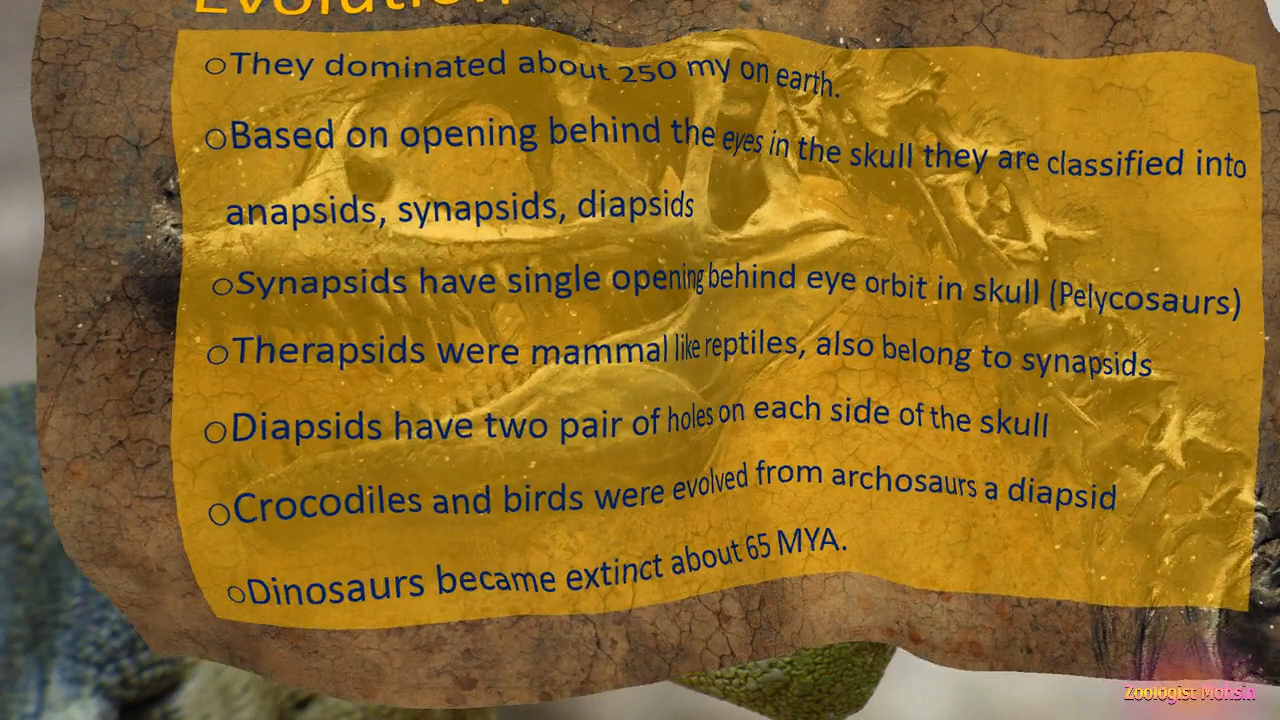 Evolution
○They dominated about 250 my on earth.
○Based on opening behind the eyes in the skull they are classified into
anapsids, synapsids, diapsids
○Synapsids have single opening behind eye orbit in skull (Pelycosaurs)
○Therapsids were mammal like reptiles, also belong to synapsids
○Diapsids have two pair of holes on each side of the skull
○Crocodiles and birds were evolved from archosaurs a diapsid
○Dinosaurs became extinct about 65 MYA.
Zoologist Mohsin